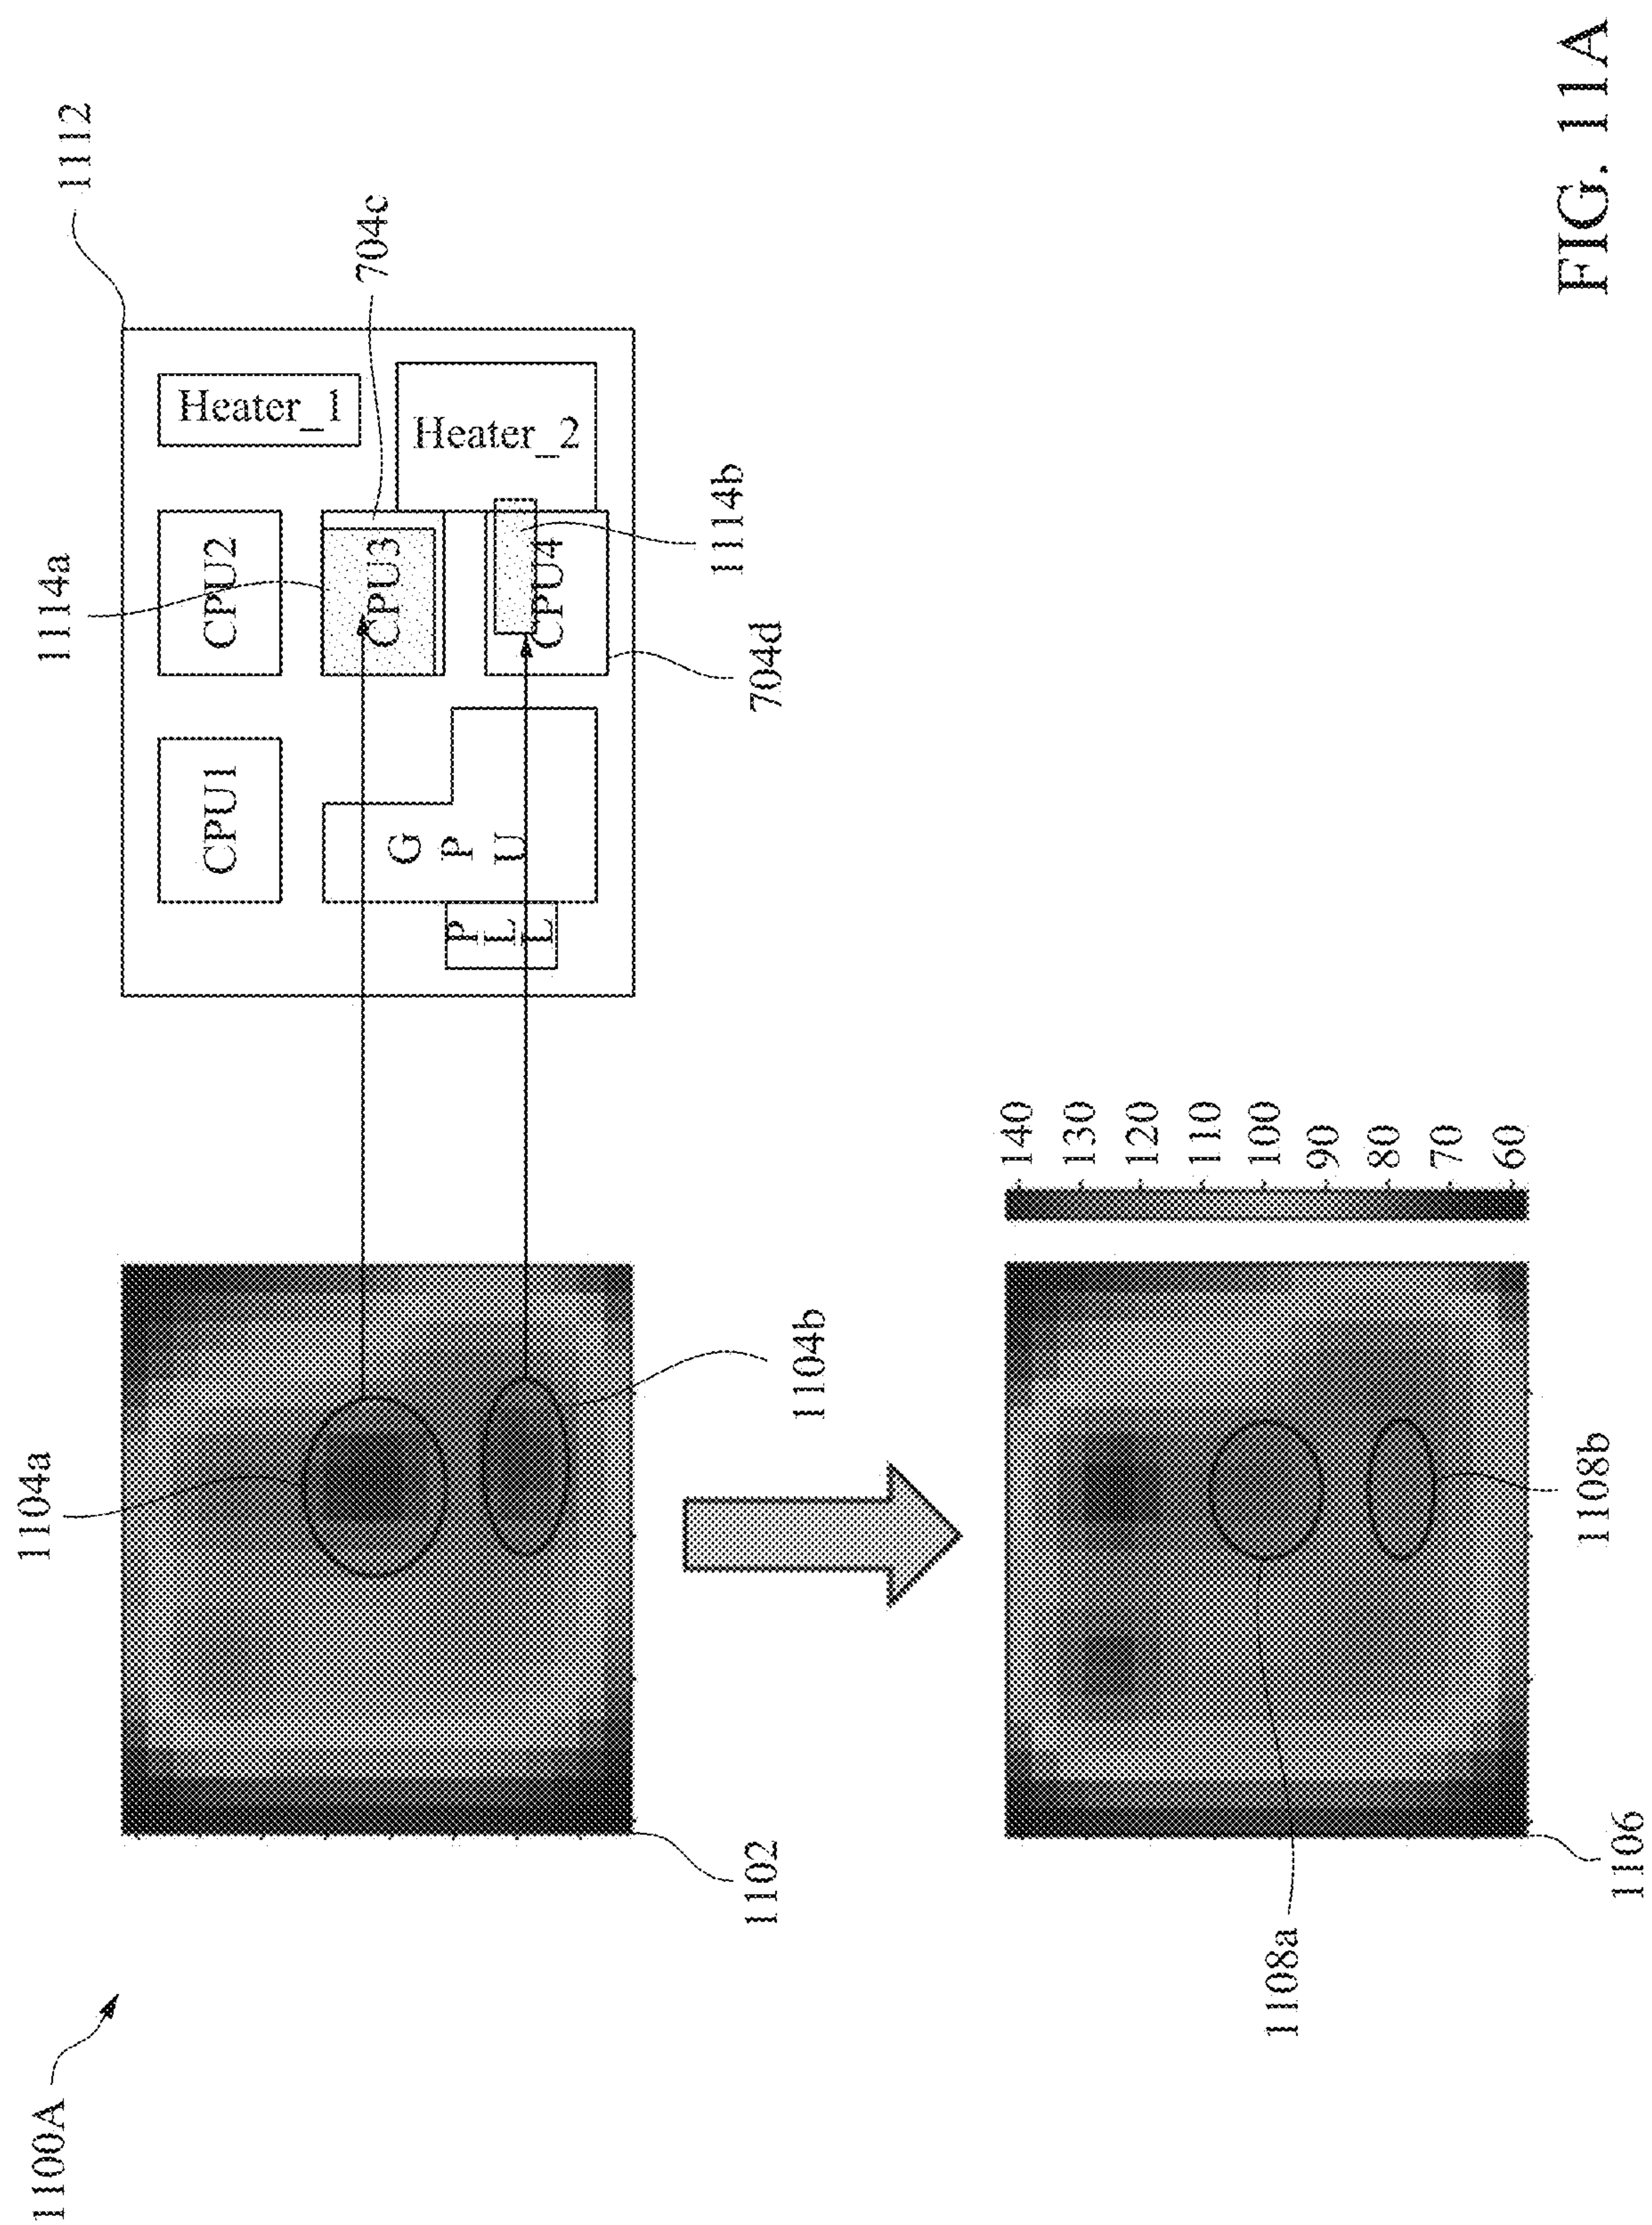 1100A
1104a
1114a
1112
CPU1
CPU2
Heater_1
704c
CPU3
G
P
U
P
L
L
CPU4
Heater_2
1102
1104b
704d
1114b
140
130
120
110
100
90
80
70
60
1108a
1106
1108b
FIG. 11A